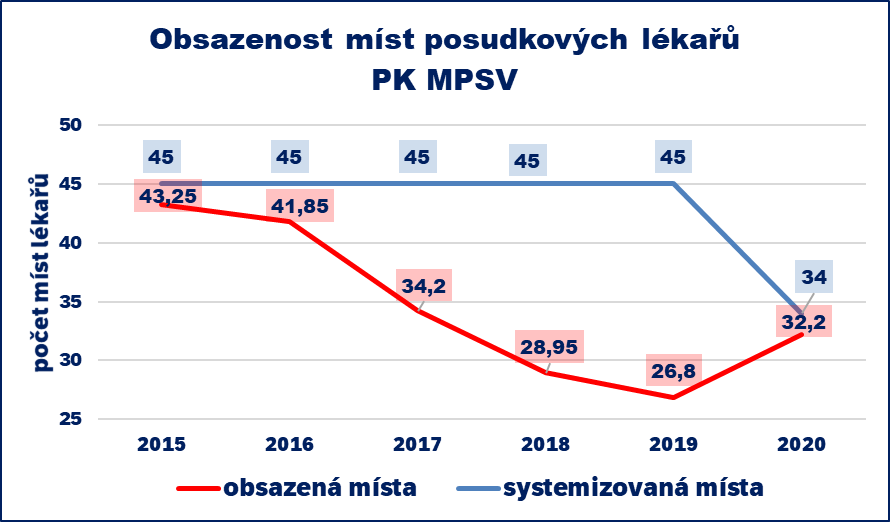 Obsazenost míst posudkových lékařů
PK MPSV
počet míst lékařů
50
45
40
35
30
25
45 45 45 45 45 34
43,25 41,85 34,2 28,95 26,8 32,2
2015 2016 2017 2018 2019 2020
obsazená místa systemizovaná místa